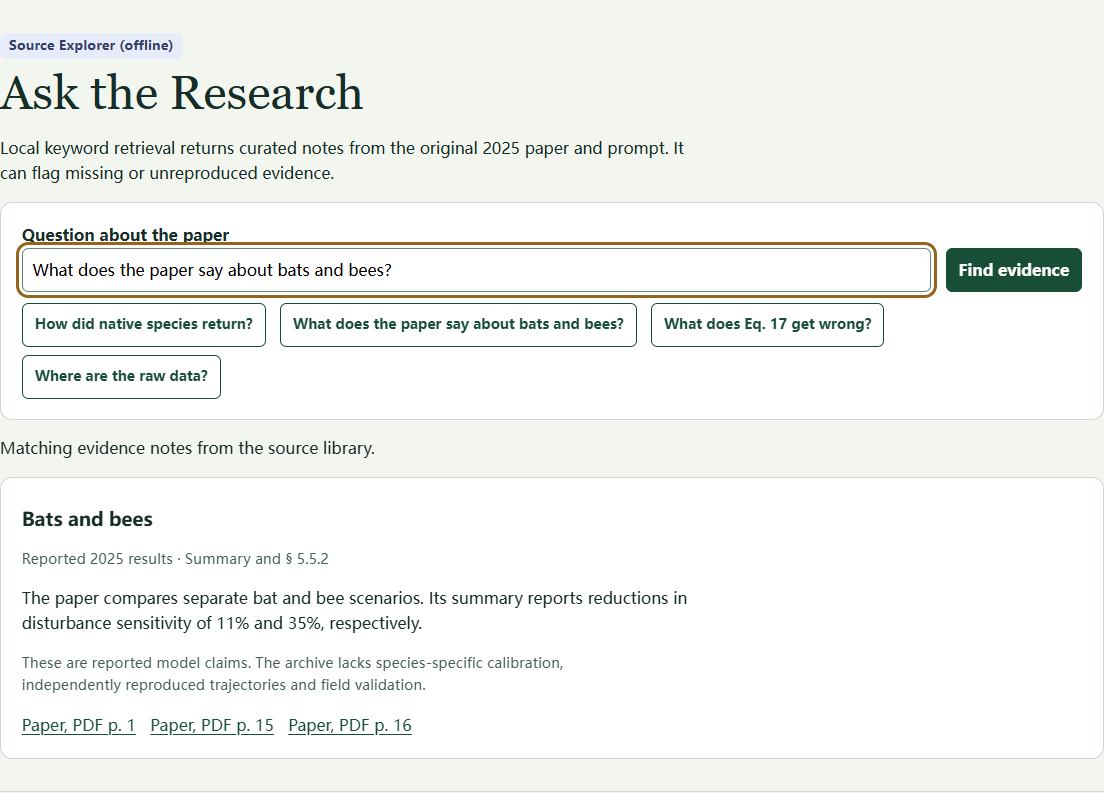 Source Explorer (offline)
Ask the Research
Local keyword retrieval returns curated notes from the original 2025 paper and prompt. It
can flag missing or unreproduced evidence.
Question about the paper
What does the paper say about bats and bees?
Find evidence
How did native species return?
What does the paper say about bats and bees?
What does Eq. 17 get wrong?
Where are the raw data?
Matching evidence notes from the source library.
Bats and bees
Reported 2025 results · Summary and § 5.5.2
The paper compares separate bat and bee scenarios. Its summary reports reductions in
disturbance sensitivity of 11% and 35%, respectively.
These are reported model claims. The archive lacks species-specific calibration,
independently reproduced trajectories and field validation.
Paper, PDF p. 1 Paper, PDF p. 15 Paper, PDF p. 16